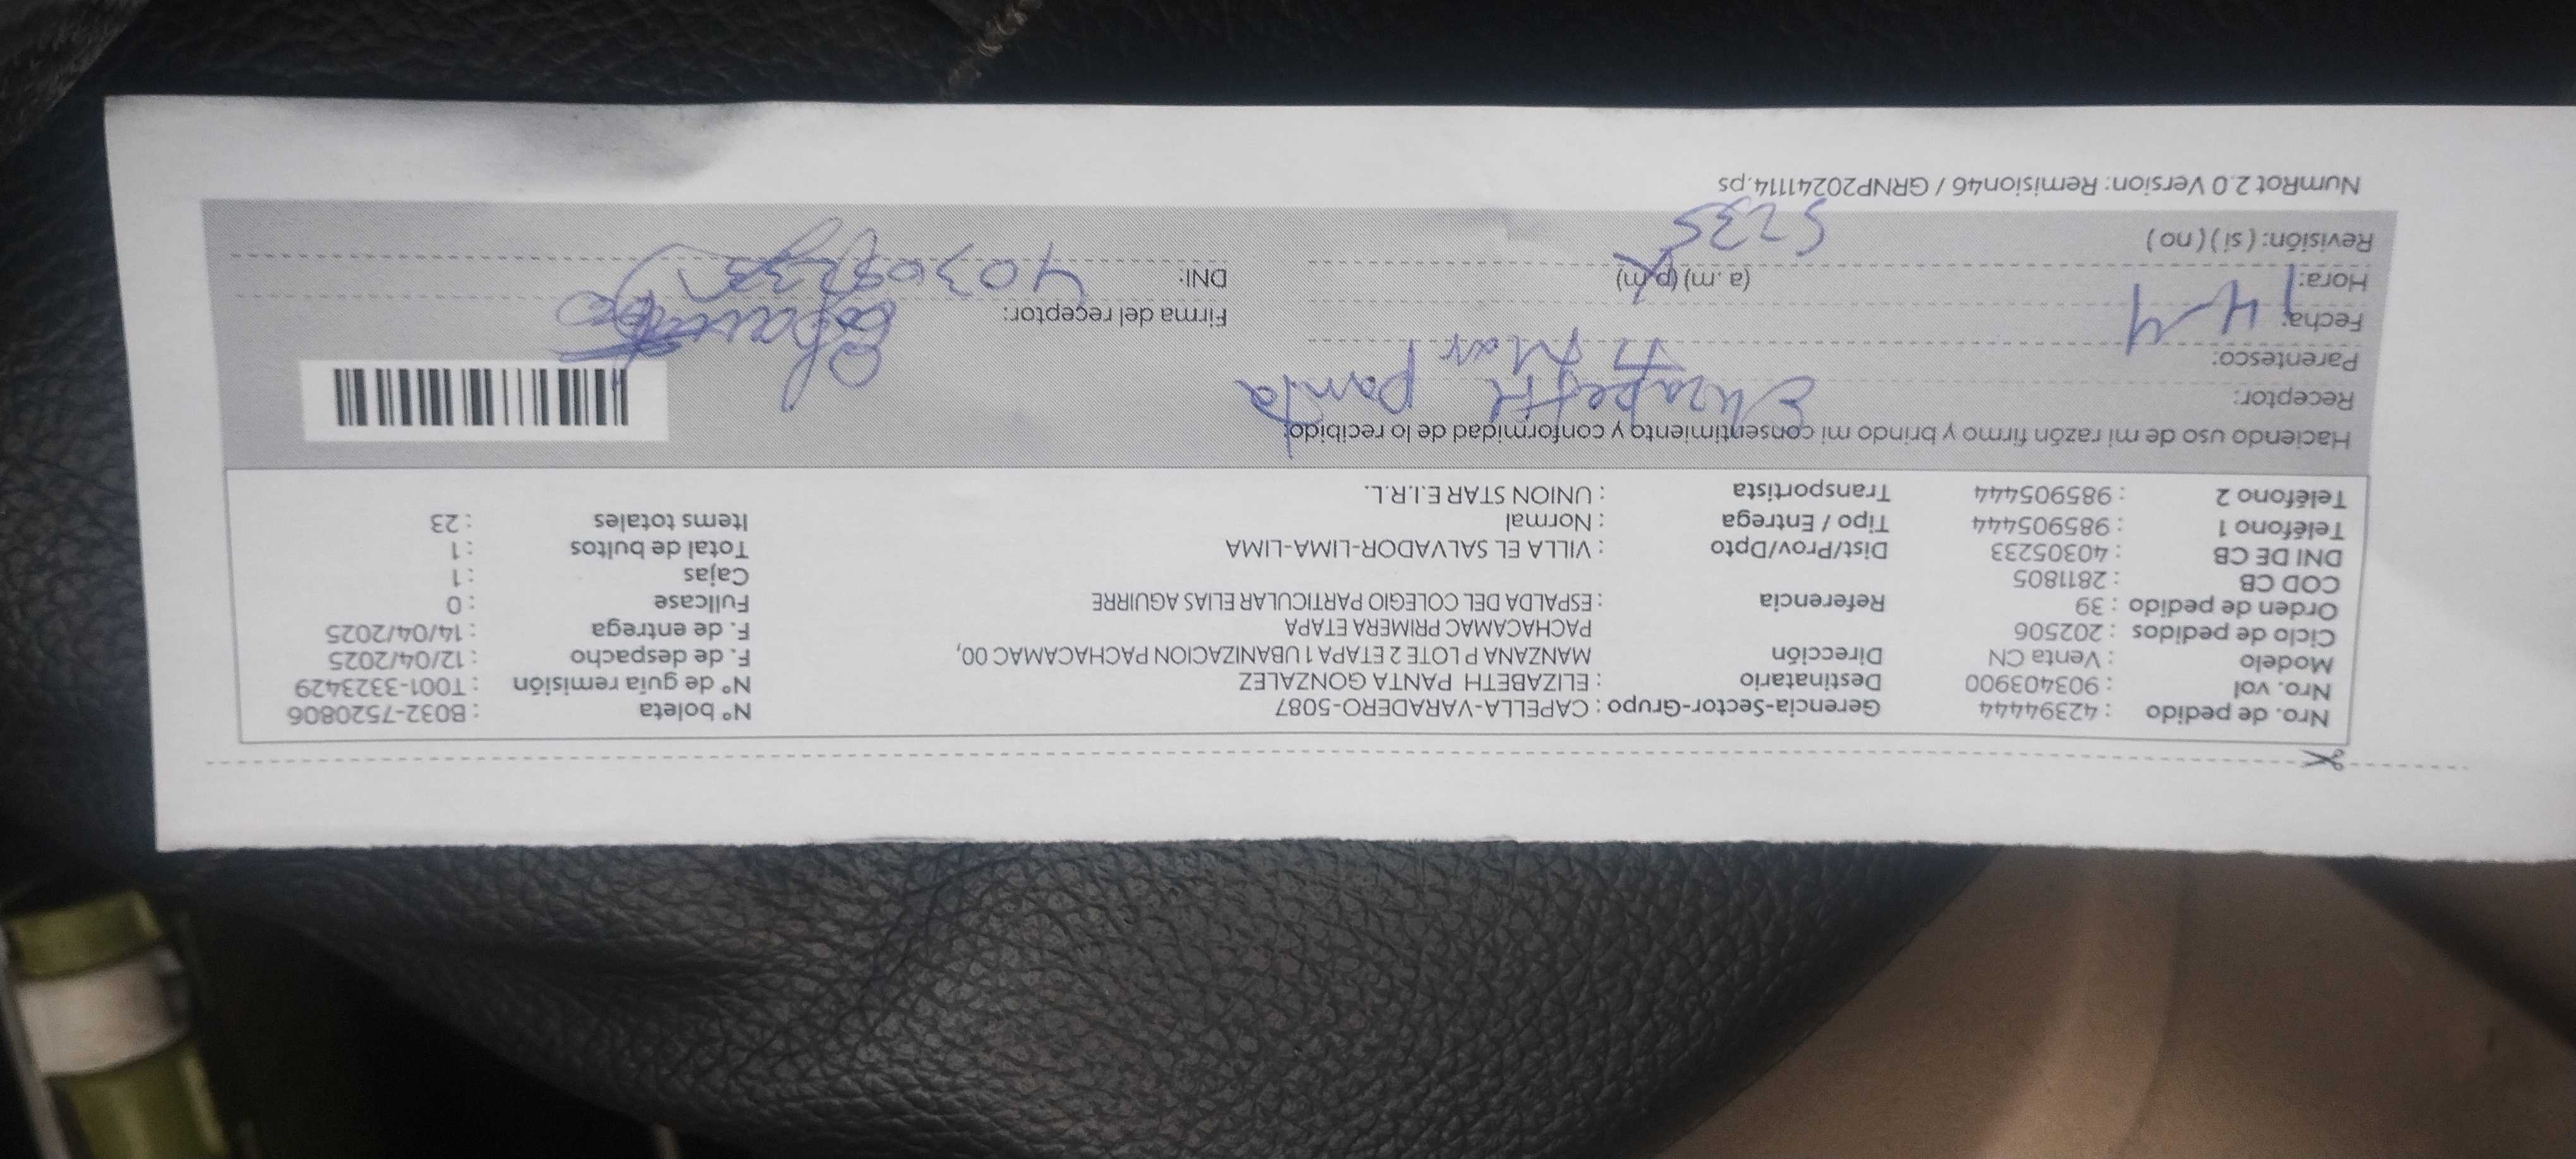 Nro. de pedido : 42394444 Gerencia-Sector-Grupo : CAPELLA-VARADERO-5087 N° boleta : B032-7520806
Nro. vol : 903403900 Destinatario : ELIZABETH PANTA GONZALEZ N° de guia remisión : T001-3323429
Modelo : Venta CN Dirección MANZANA P LOTE 2 ETAPA 1 UBANIZACION PACHACAMAC 00, F. de despacho : 12/04/2025
Ciclo de pedidos : 202506 PACHACAMAC PRIMERA ETAPA F. de entrega : 14/04/2025
Orden de pedido : 39 Referencia : ESPALDA DEL COLEGIO PARTICULAR ELIAS AGUIRRE Fullcase : 0
COD CB : 2811805 Cajas : 1
DNI DE CB : 40305233 Dist/Prov/Dpto : VILLA EL SALVADOR-LIMA-LIMA Total de bultos : 1
Teléfono 1 : 985905444 Tipo / Entrega : Normal Items totales : 23
Teléfono 2 : 985905444 Transportista : UNION STAR E.I.R.L.
Haciendo uso de mi razón firmo y brindo mi consentimiento y conformidad de lo recibido:
Receptor: Elizabeth panta
Parentesco:
Fecha: 14 4 Firma del receptor:
Hora: (a.m) (p.m) DNI:
Revisión: (si) (no) 5235
NumRot 2.0 Version: Remision46 / GRNP20241114.ps